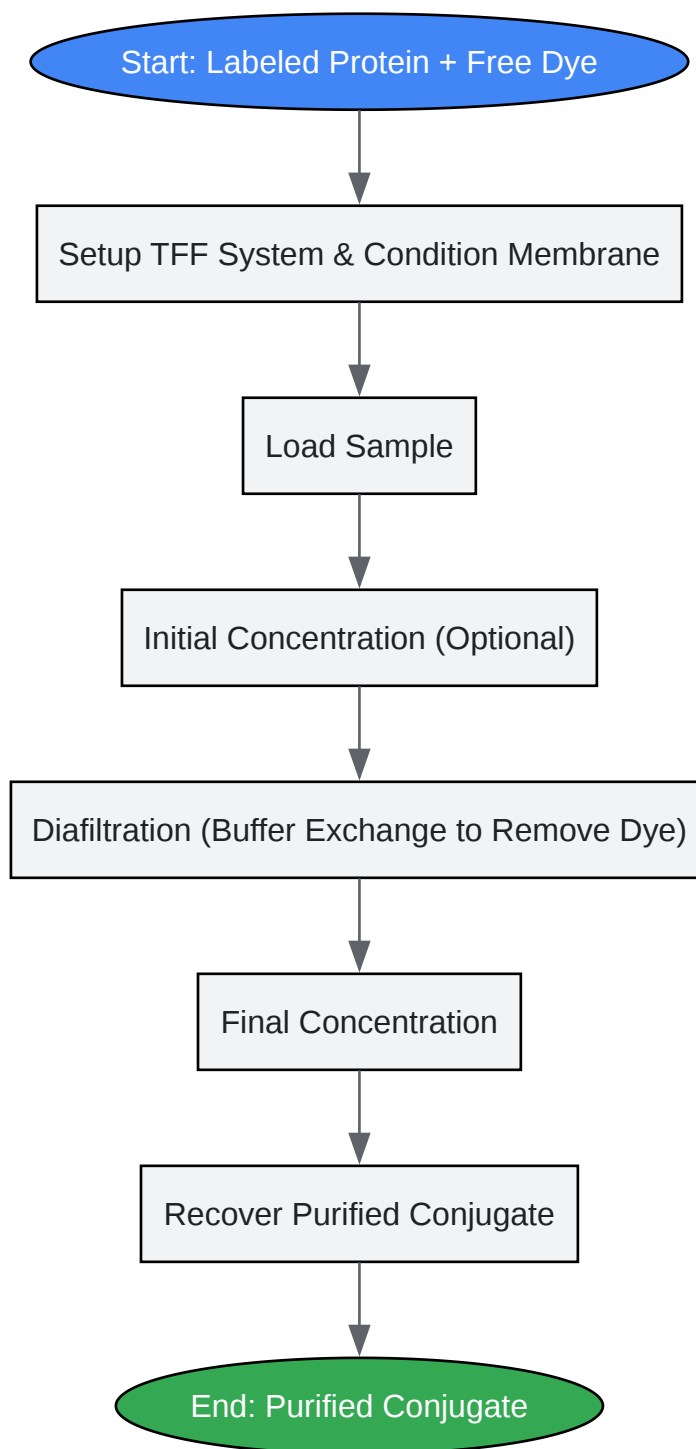 Start: Labeled Protein + Free Dye
Setup TFF System & Condition Membrane
Load Sample
Initial Concentration (Optional)
Diafiltration (Buffer Exchange to Remove Dye)
Final Concentration
Recover Purified Conjugate
End: Purified Conjugate